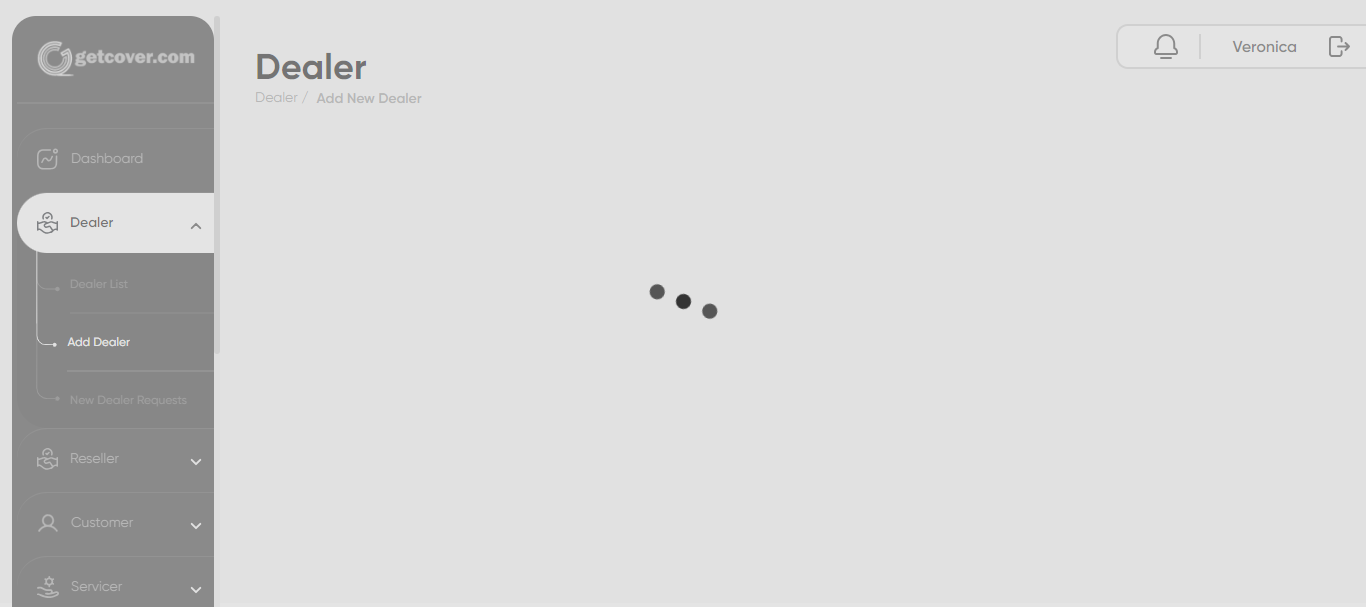 getcover.com
Dashboard
Dealer
Dealer List
Add Dealer
New Dealer Requests
Reseller
Customer
Servicer
Dealer
Dealer / Add New Dealer
Veronica